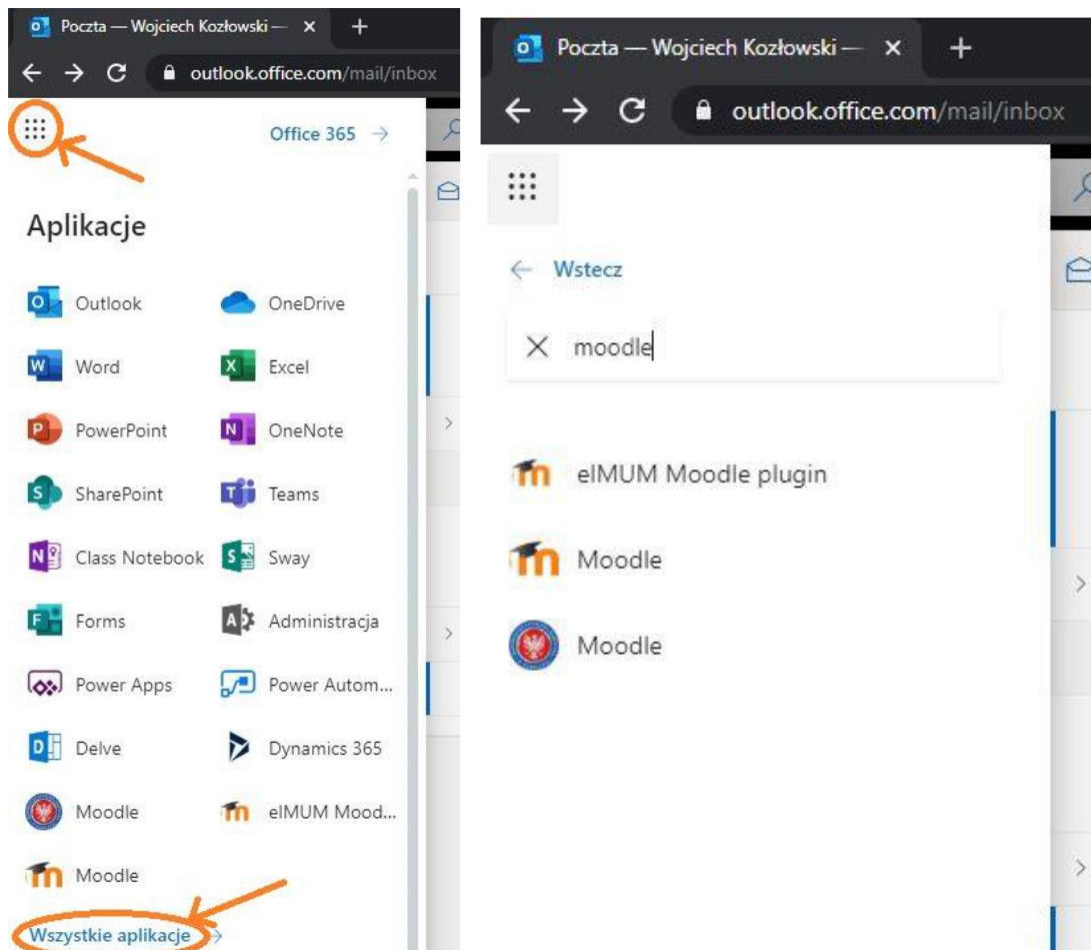 Poczta — Wojciech Kozłowski —
outlook.office.com/mail/inbox
Office 365
Aplikacje
Outlook OneDrive
Word Excel
PowerPoint OneNote
SharePoint Teams
Class Notebook Sway
Forms Administracja
Power Apps Power Autom...
Delve Dynamics 365
Moodle elMUM Mood...
Moodle
Wszystkie aplikacje
Poczta — Wojciech Kozłowski —
outlook.office.com/mail/inbox
Wstecz
moodle
elMUM Moodle plugin
Moodle
Moodle